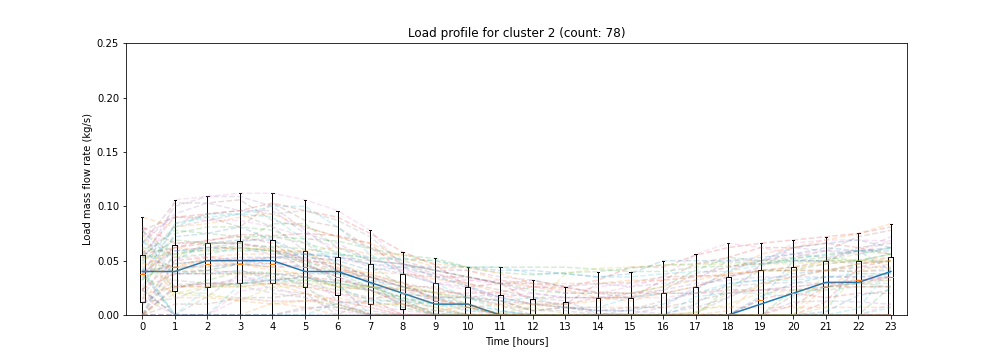 Load profile for cluster 2 (count: 78)
0.25
0.20
0.15
0.10
0.05
0.00
Load mass flow rate (kg/s)
0 1 2 3 4 5 6 7 8 9 10 11 12 13 14 15 16 17 18 19 20 21 22 23
Time [hours]